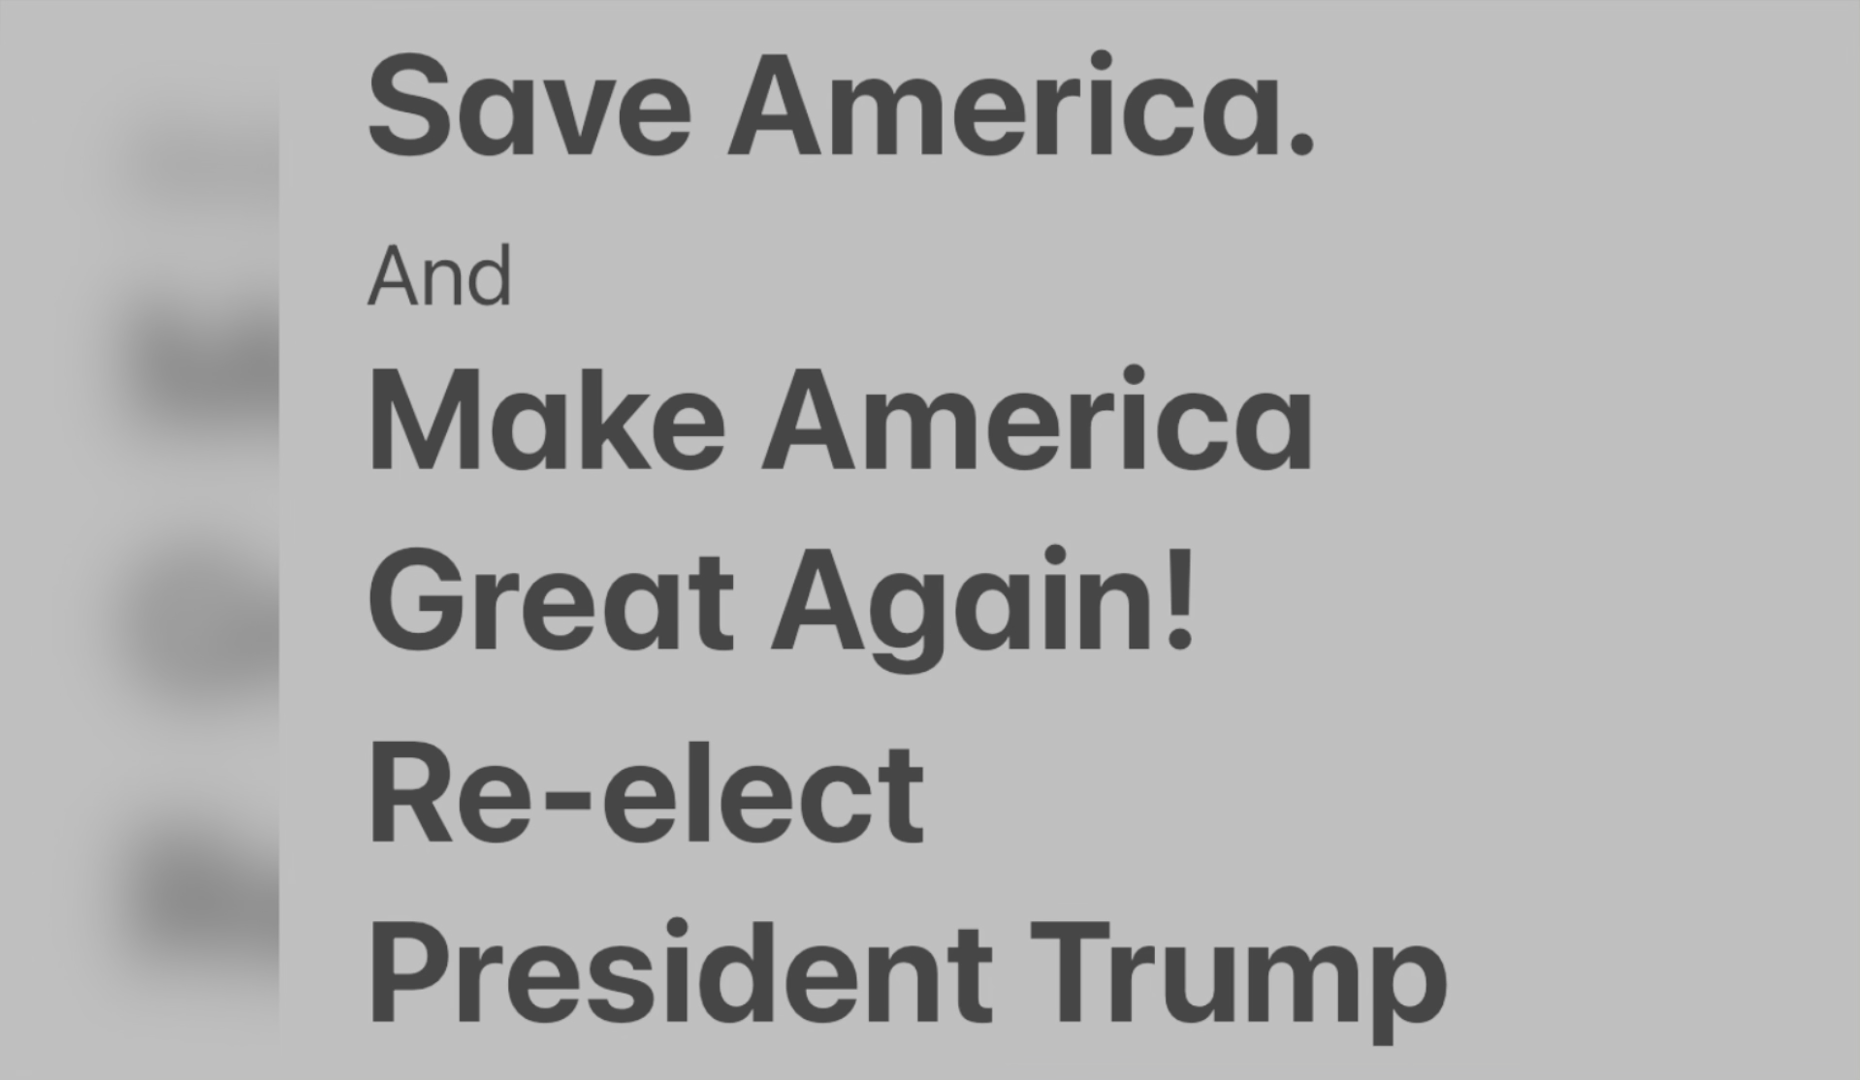 Save America.
And
Make America
Great Again!
Re-elect
President Trump